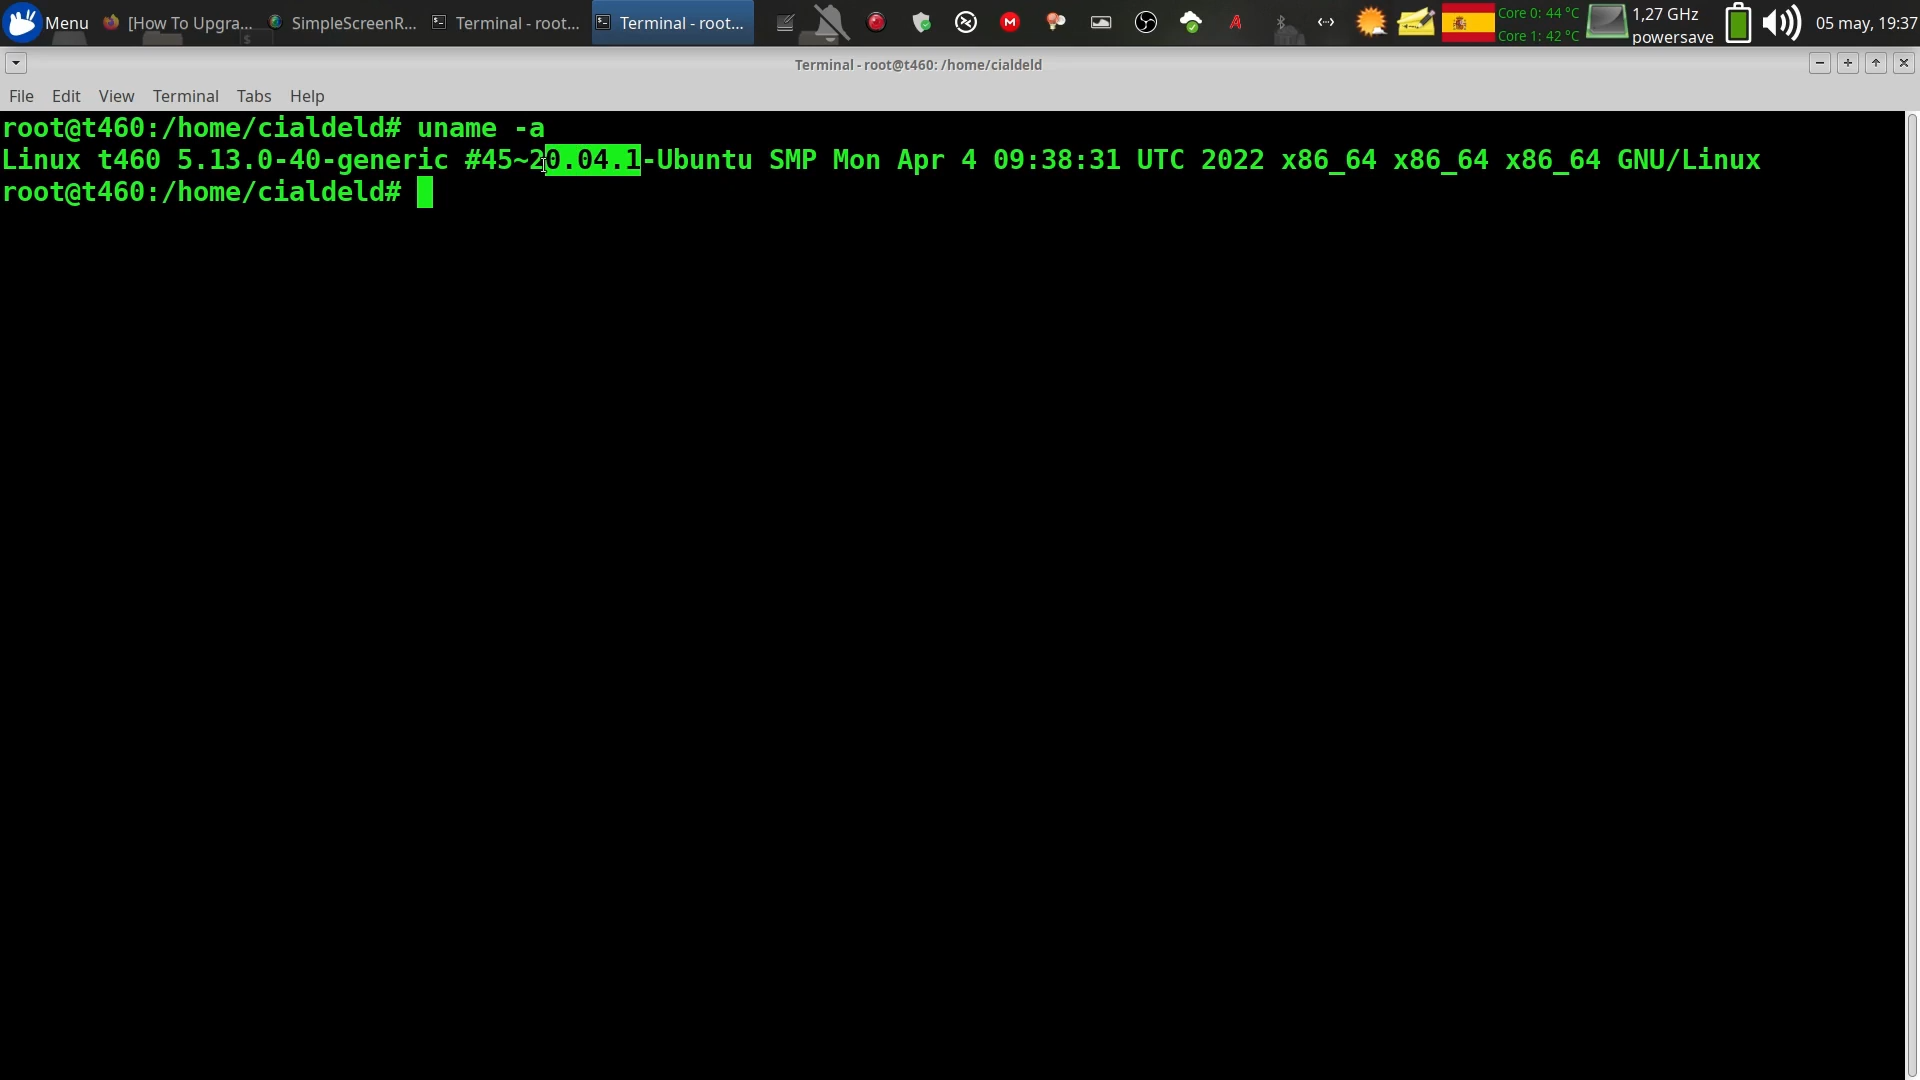 Menu
[How To Upgra...
SimpleScreenR...
Terminal - root...
Terminal - root...
Core 0: 44 °C
Core 1: 42 °C
1,27 GHz
powersave
05 may, 19:37
Terminal - root@t460: /home/cialdeld
File Edit View Terminal Tabs Help
root@t460:/home/cialdeld# uname -a
Linux t460 5.13.0-40-generic #45~20.04.1-Ubuntu SMP Mon Apr 4 09:38:31 UTC 2022 x86_64 x86_64 x86_64 GNU/Linux
root@t460:/home/cialdeld#